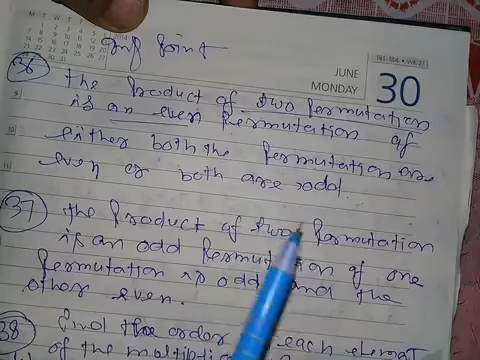 Imp Point
JUNE
MONDAY
30
36 The Product of two Permutation
is an even Permutation of
either both the Permutation are
even or both are odd
37 The Product of two Permutation
is an odd Permutation of one
Permutation is odd and the
other even.
38 Find the order each element
of the